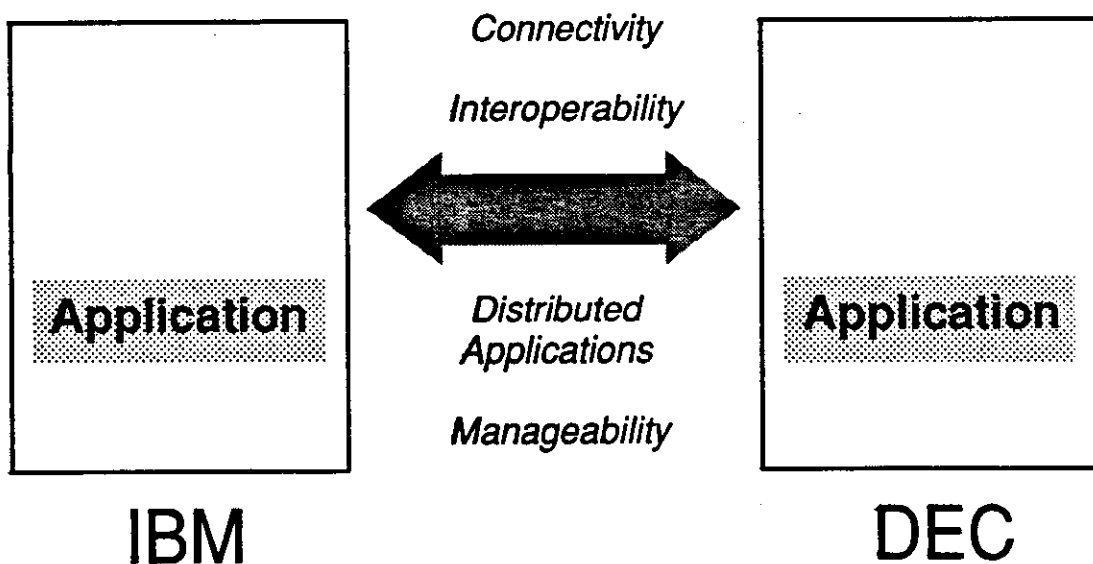 Connectivity
Interoperability
Application
Distributed
Applications
Application
Manageability
IBM
DEC